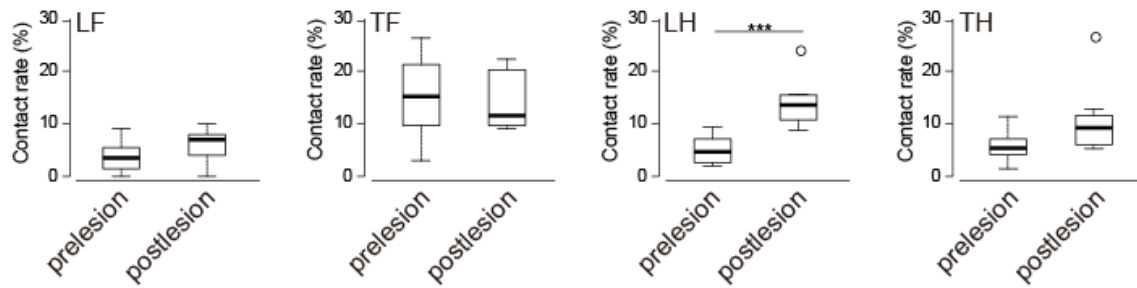 LF
Contact rate (%)
30
20
10
0
prelesion
postlesion
TF
Contact rate (%)
30
20
10
0
prelesion
postlesion
LH
Contact rate (%)
30
20
10
0
***
prelesion
postlesion
TH
Contact rate (%)
30
20
10
0
prelesion
postlesion